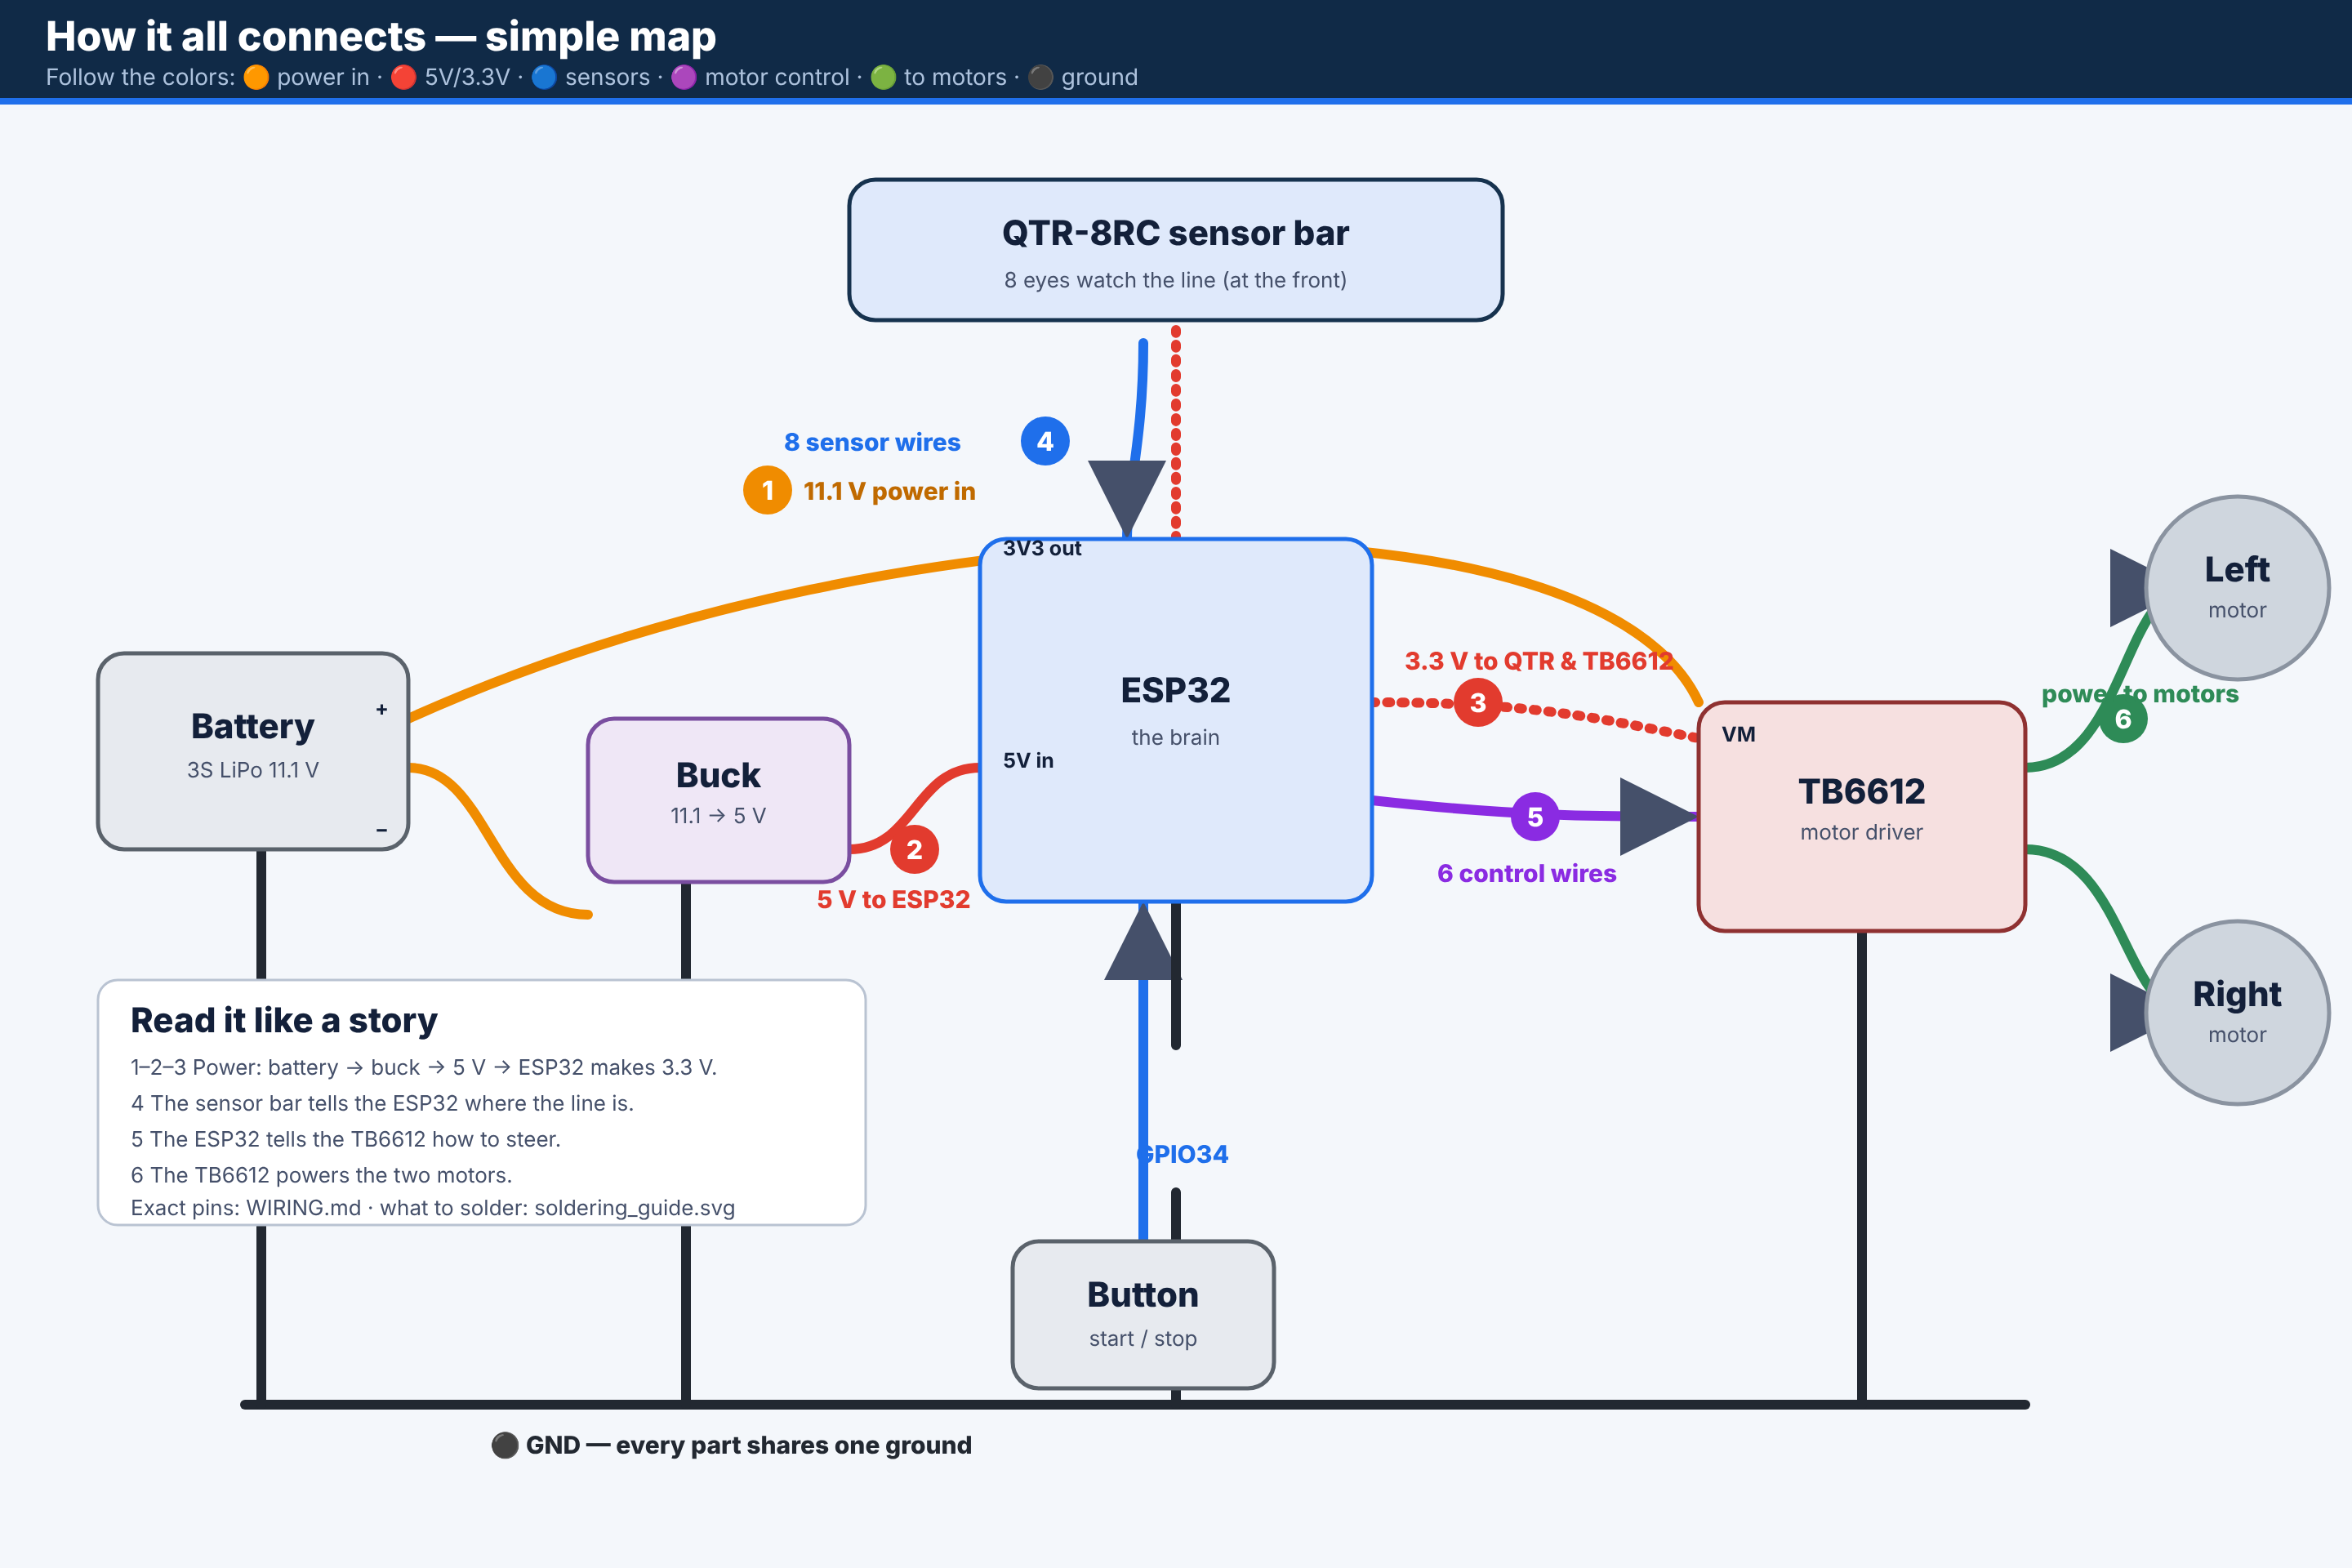 How it all connects — simple map
Follow the colors: 🟠 power in · 🔴 5V/3.3V · 🔵 sensors · 🟣 motor control · 🟢 to motors · ⚫ ground
QTR-8RC sensor bar
8 eyes watch the line (at the front)
8 sensor wires
4
1
11.1 V power in
3V3 out
ESP32
the brain
5V in
Battery
3S LiPo 11.1 V
+
−
Buck
11.1 → 5 V
2
5 V to ESP32
3.3 V to QTR & TB6612
3
5
6 control wires
VM
TB6612
motor driver
Left
motor
power to motors
6
Right
motor
Read it like a story
1–2–3 Power: battery → buck → 5 V → ESP32 makes 3.3 V.
4 The sensor bar tells the ESP32 where the line is.
5 The ESP32 tells the TB6612 how to steer.
6 The TB6612 powers the two motors.
Exact pins: WIRING.md · what to solder: soldering_guide.svg
GPIO34
Button
start / stop
⚫ GND — every part shares one ground